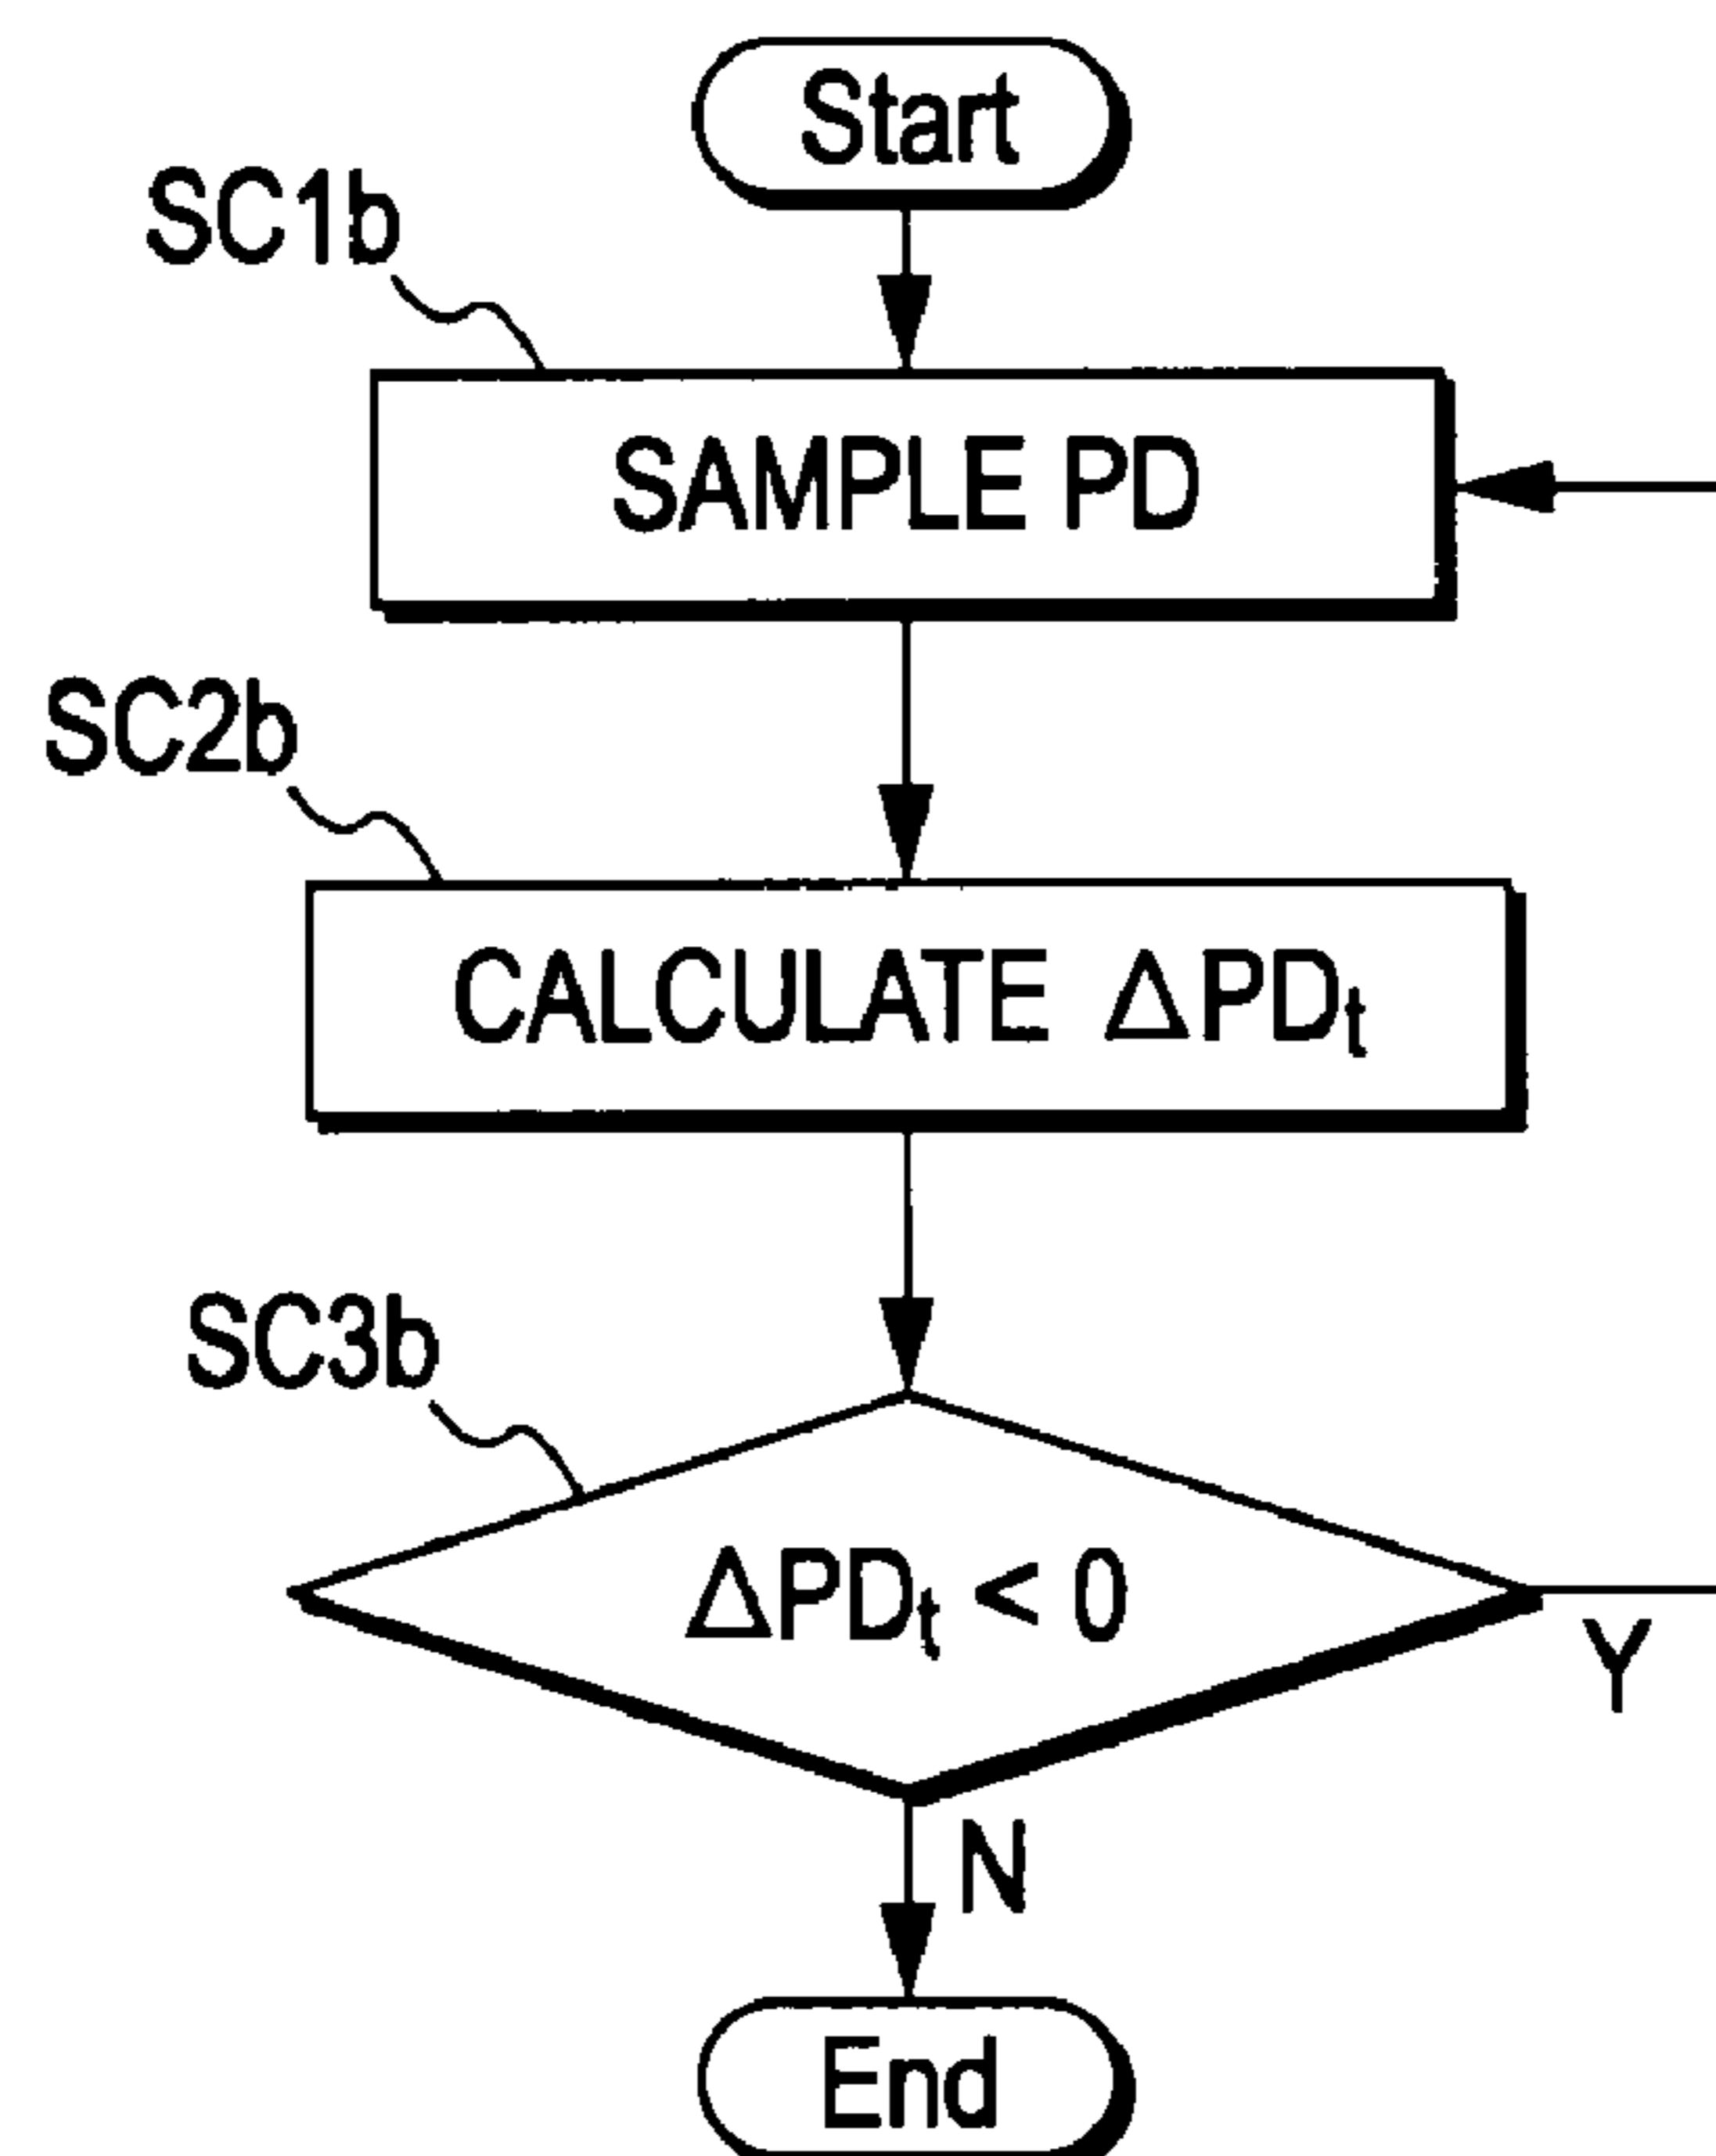 Start
SC1b
SAMPLE PD
SC2b
CALCULATE ΔPDt
SC3b
ΔPDt < 0
Y
N
End